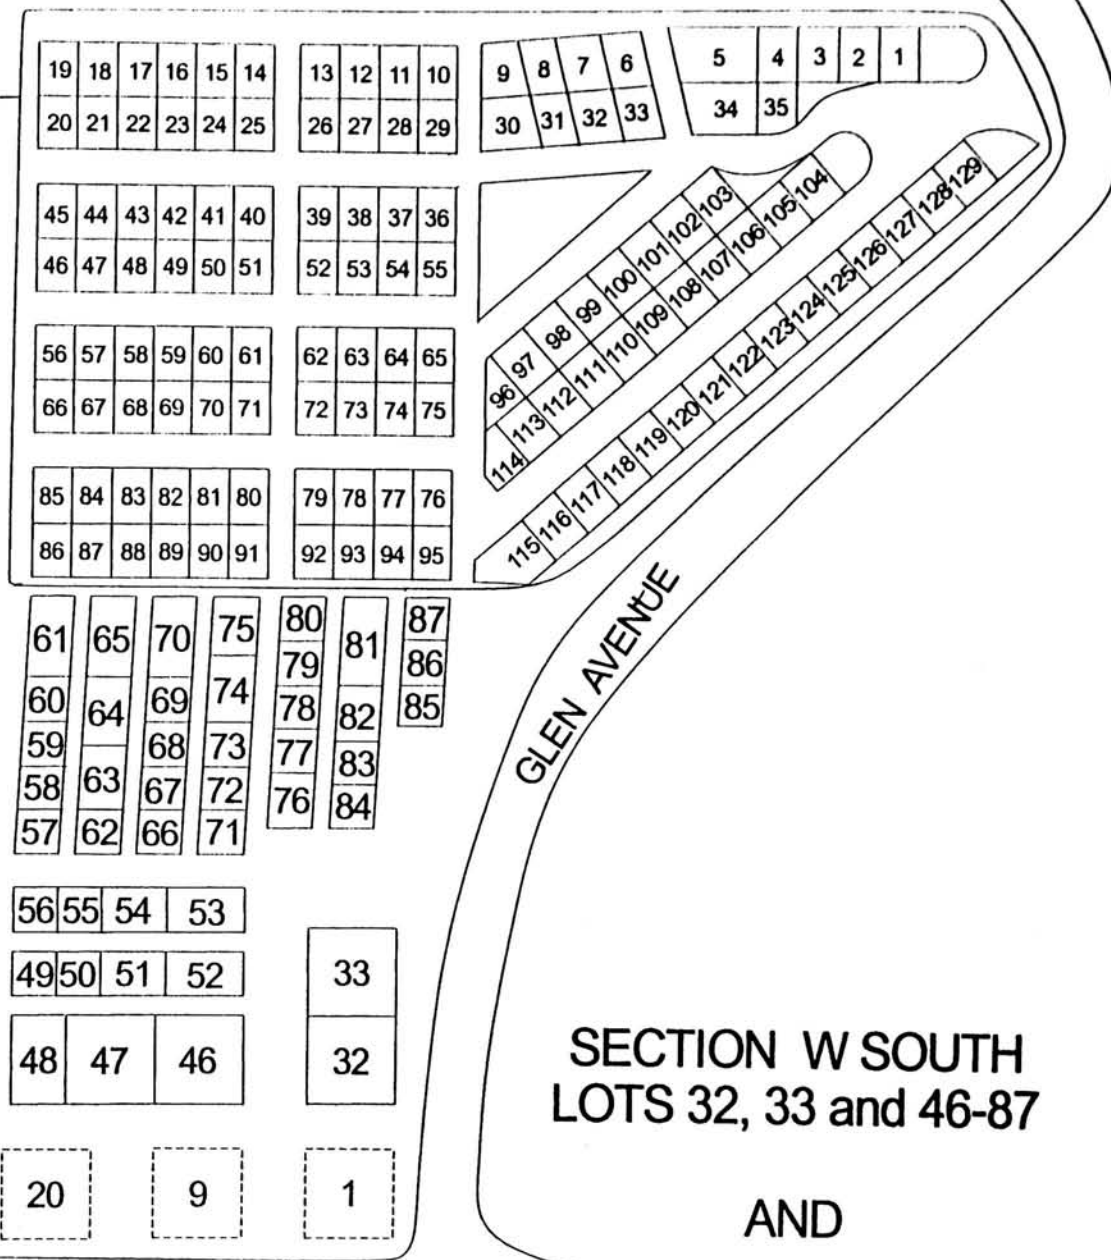 19 18 17 16 15 14 13 12 11 10 9 8 7 6 5 4 3 2 1
20 21 22 23 24 25 26 27 28 29 30 31 32 33 34 35
45 44 43 42 41 40 39 38 37 36
46 47 48 49 50 51 52 53 54 55
56 57 58 59 60 61 62 63 64 65
66 67 68 69 70 71 72 73 74 75
85 84 83 82 81 80 79 78 77 76
86 87 88 89 90 91 92 93 94 95
96 97 98 99 100 101 102 103
114 113 112 111 110 109 108 107 106 105 104
115 116 117 118 119 120 121 122 123 124 125 126 127 128 129
61 60 59 58 57
65 64 63 62
70 69 68 67 66
75 74 73 72 71
80 79 78 77 76
81 82 83 84
87 86 85
GLEN AVENUE
56 55 54 53
49 50 51 52
48 47 46
33
32
20 9 1
SECTION W SOUTH
LOTS 32, 33 and 46-87
AND